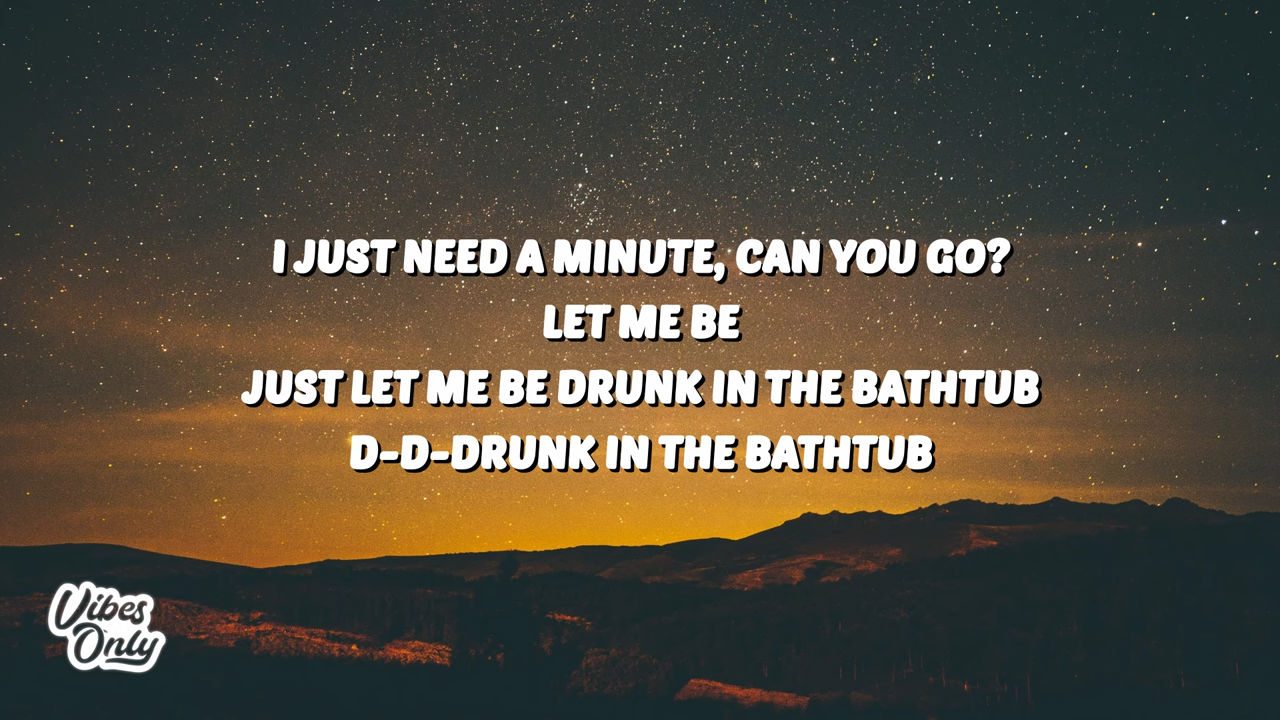 I JUST NEED A MINUTE, CAN YOU GO?
LET ME BE
JUST LET ME BE DRUNK IN THE BATHTUB
D-D-DRUNK IN THE BATHTUB
Vibes
Only